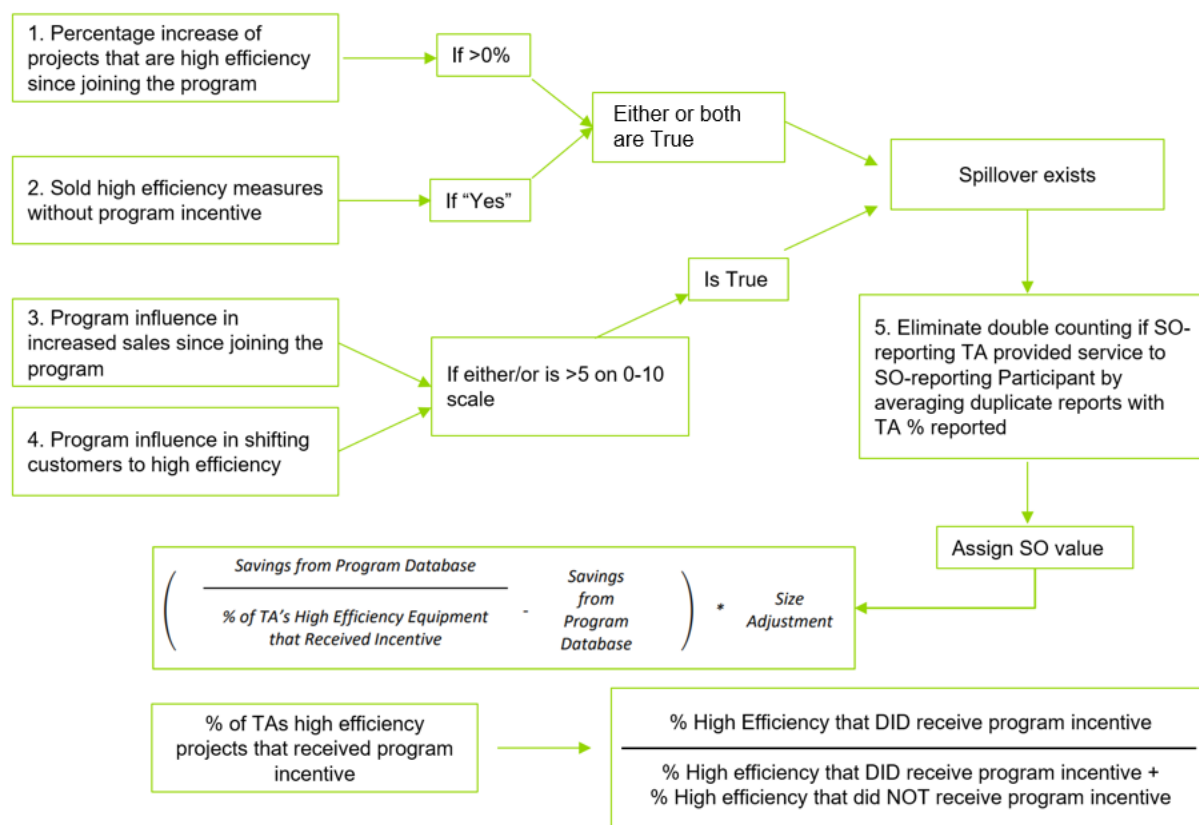 1. Percentage increase of
projects that are high efficiency
since joining the program
If >0%
Either or both
are True
2. Sold high efficiency measures
without program incentive
If “Yes”
Spillover exists
Is True
3. Program influence in
increased sales since joining the
program
If either/or is >5 on 0-10
scale
4. Program influence in shifting
customers to high efficiency
5. Eliminate double counting if SO-
reporting TA provided service to
SO-reporting Participant by
averaging duplicate reports with
TA % reported
Assign SO value
(
Savings from Program Database
% of TA’s High Efficiency Equipment
that Received Incentive
-
Savings
from
Program
Database
)
*
Size
Adjustment
% of TAs high efficiency
projects that received program
incentive
% High Efficiency that DID receive program incentive
% High efficiency that DID receive program incentive +
% High efficiency that did NOT receive program incentive